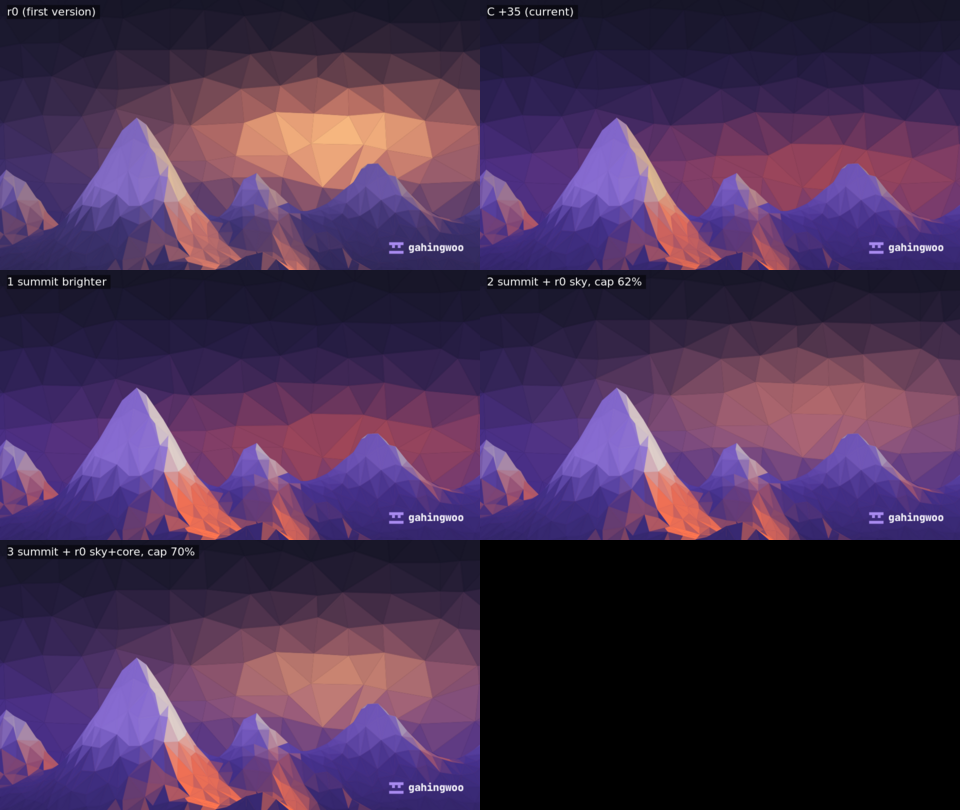 r0 (first version)
C +35 (current)
gahingwoo
gahingwoo
1 summit brighter
2 summit + r0 sky, cap 62%
gahingwoo
gahingwoo
3 summit + r0 sky+core, cap 70%
gahingwoo